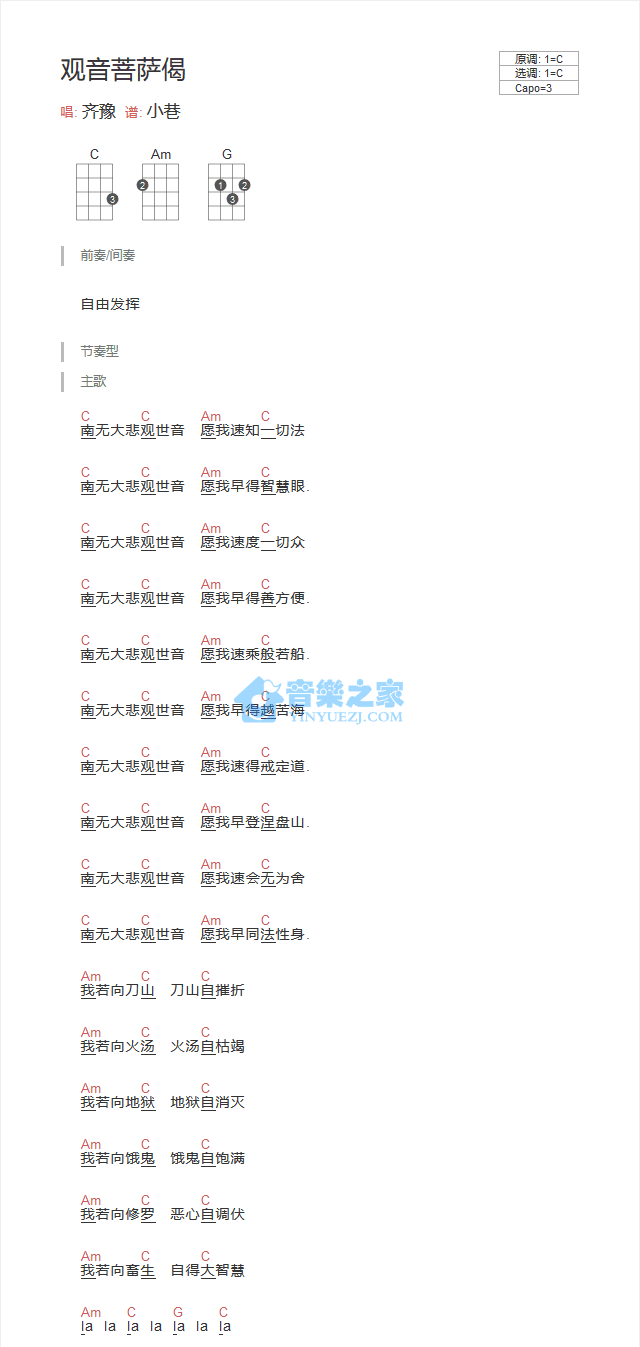 观音菩萨偈
原调: 1=C
选调: 1=C
Capo=3
唱: 齐豫 谱: 小巷
C Am G
3 2 1 2 3
前奏/间奏
自由发挥
节奏型
主歌
C C Am C
南无大悲观世音 愿我速知一切法
C C Am C
南无大悲观世音 愿我早得智慧眼.
C C Am C
南无大悲观世音 愿我速度一切众
C C Am C
南无大悲观世音 愿我早得善方便.
C C Am C
南无大悲观世音 愿我速乘般若船.
C C Am C
南无大悲观世音 愿我早得越苦海
音樂之家
YINYUEZJ.COM
C C Am C
南无大悲观世音 愿我速得戒定道.
C C Am C
南无大悲观世音 愿我早登涅盘山.
C C Am C
南无大悲观世音 愿我速会无为舍
C C Am C
南无大悲观世音 愿我早同法性身.
Am C C
我若向刀山 刀山自摧折
Am C C
我若向火汤 火汤自枯竭
Am C C
我若向地狱 地狱自消灭
Am C C
我若向饿鬼 饿鬼自饱满
Am C C
我若向修罗 恶心自调伏
Am C C
我若向畜生 自得大智慧
Am C G C
la la la la la la la